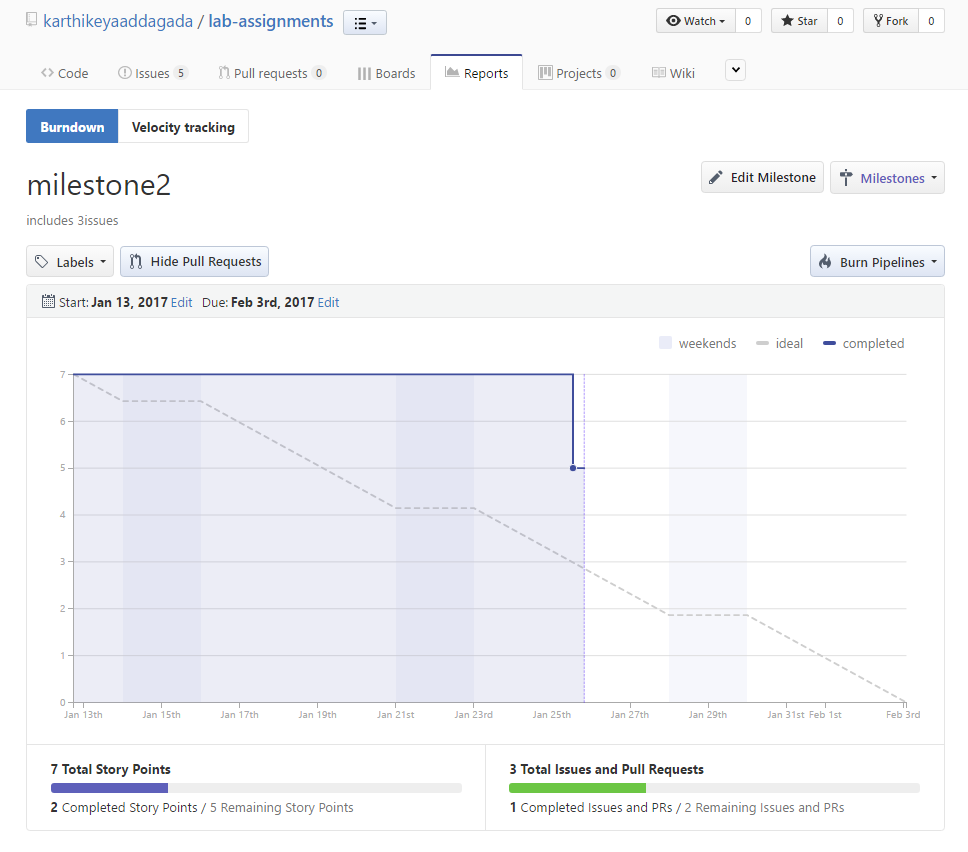 karthikeyaaddagada / lab-assignments Watch 0 Star 0 Fork 0
Code Issues 5 Pull requests 0 Boards Reports Projects 0 Wiki
Burndown Velocity tracking
milestone2 Edit Milestone Milestones
includes 3issues
Labels Hide Pull Requests Burn Pipelines
Start: Jan 13, 2017 Edit Due: Feb 3rd, 2017 Edit
weekends ideal completed
7
6
5
4
3
2
1
0
Jan 13th Jan 15th Jan 17th Jan 19th Jan 21st Jan 23rd Jan 25th Jan 27th Jan 29th Jan 31st Feb 1st Feb 3rd
7 Total Story Points
2 Completed Story Points / 5 Remaining Story Points
3 Total Issues and Pull Requests
1 Completed Issues and PRs / 2 Remaining Issues and PRs